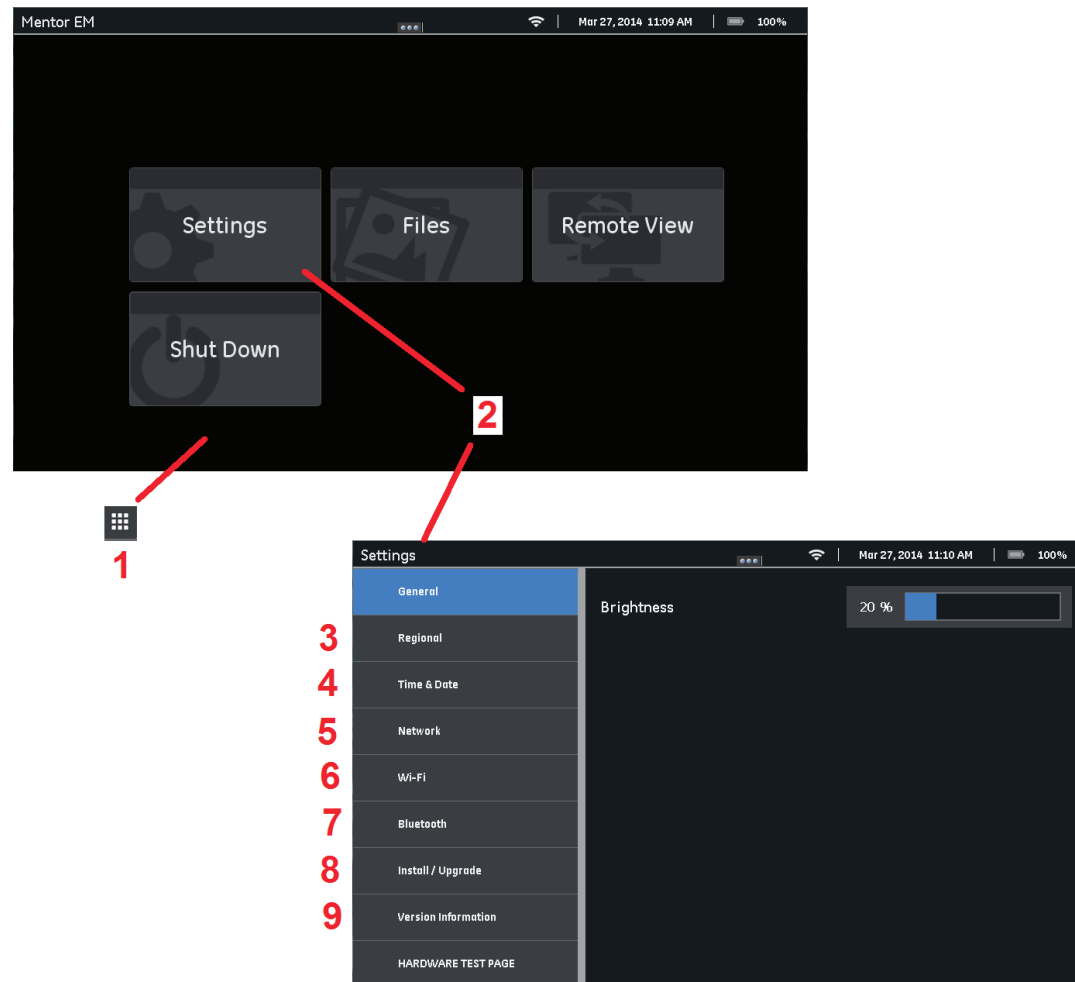 Mentor EM
Mar 27, 2014 11:09 AM
100%
Settings
Files
Remote View
Shut Down
2
1
Settings
Mar 27, 2014 11:10 AM
100%
General
Brightness
20 %
3
Regional
4
Time & Date
5
Network
6
Wi-Fi
7
Bluetooth
8
Install / Upgrade
9
Version Information
HARDWARE TEST PAGE